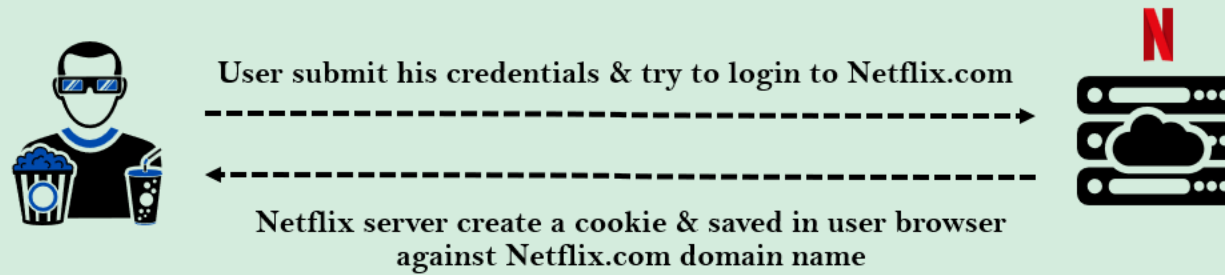 N
User submit his credentials & try to login to Netflix.com
Netflix server create a cookie & saved in user browser
against Netflix.com domain name